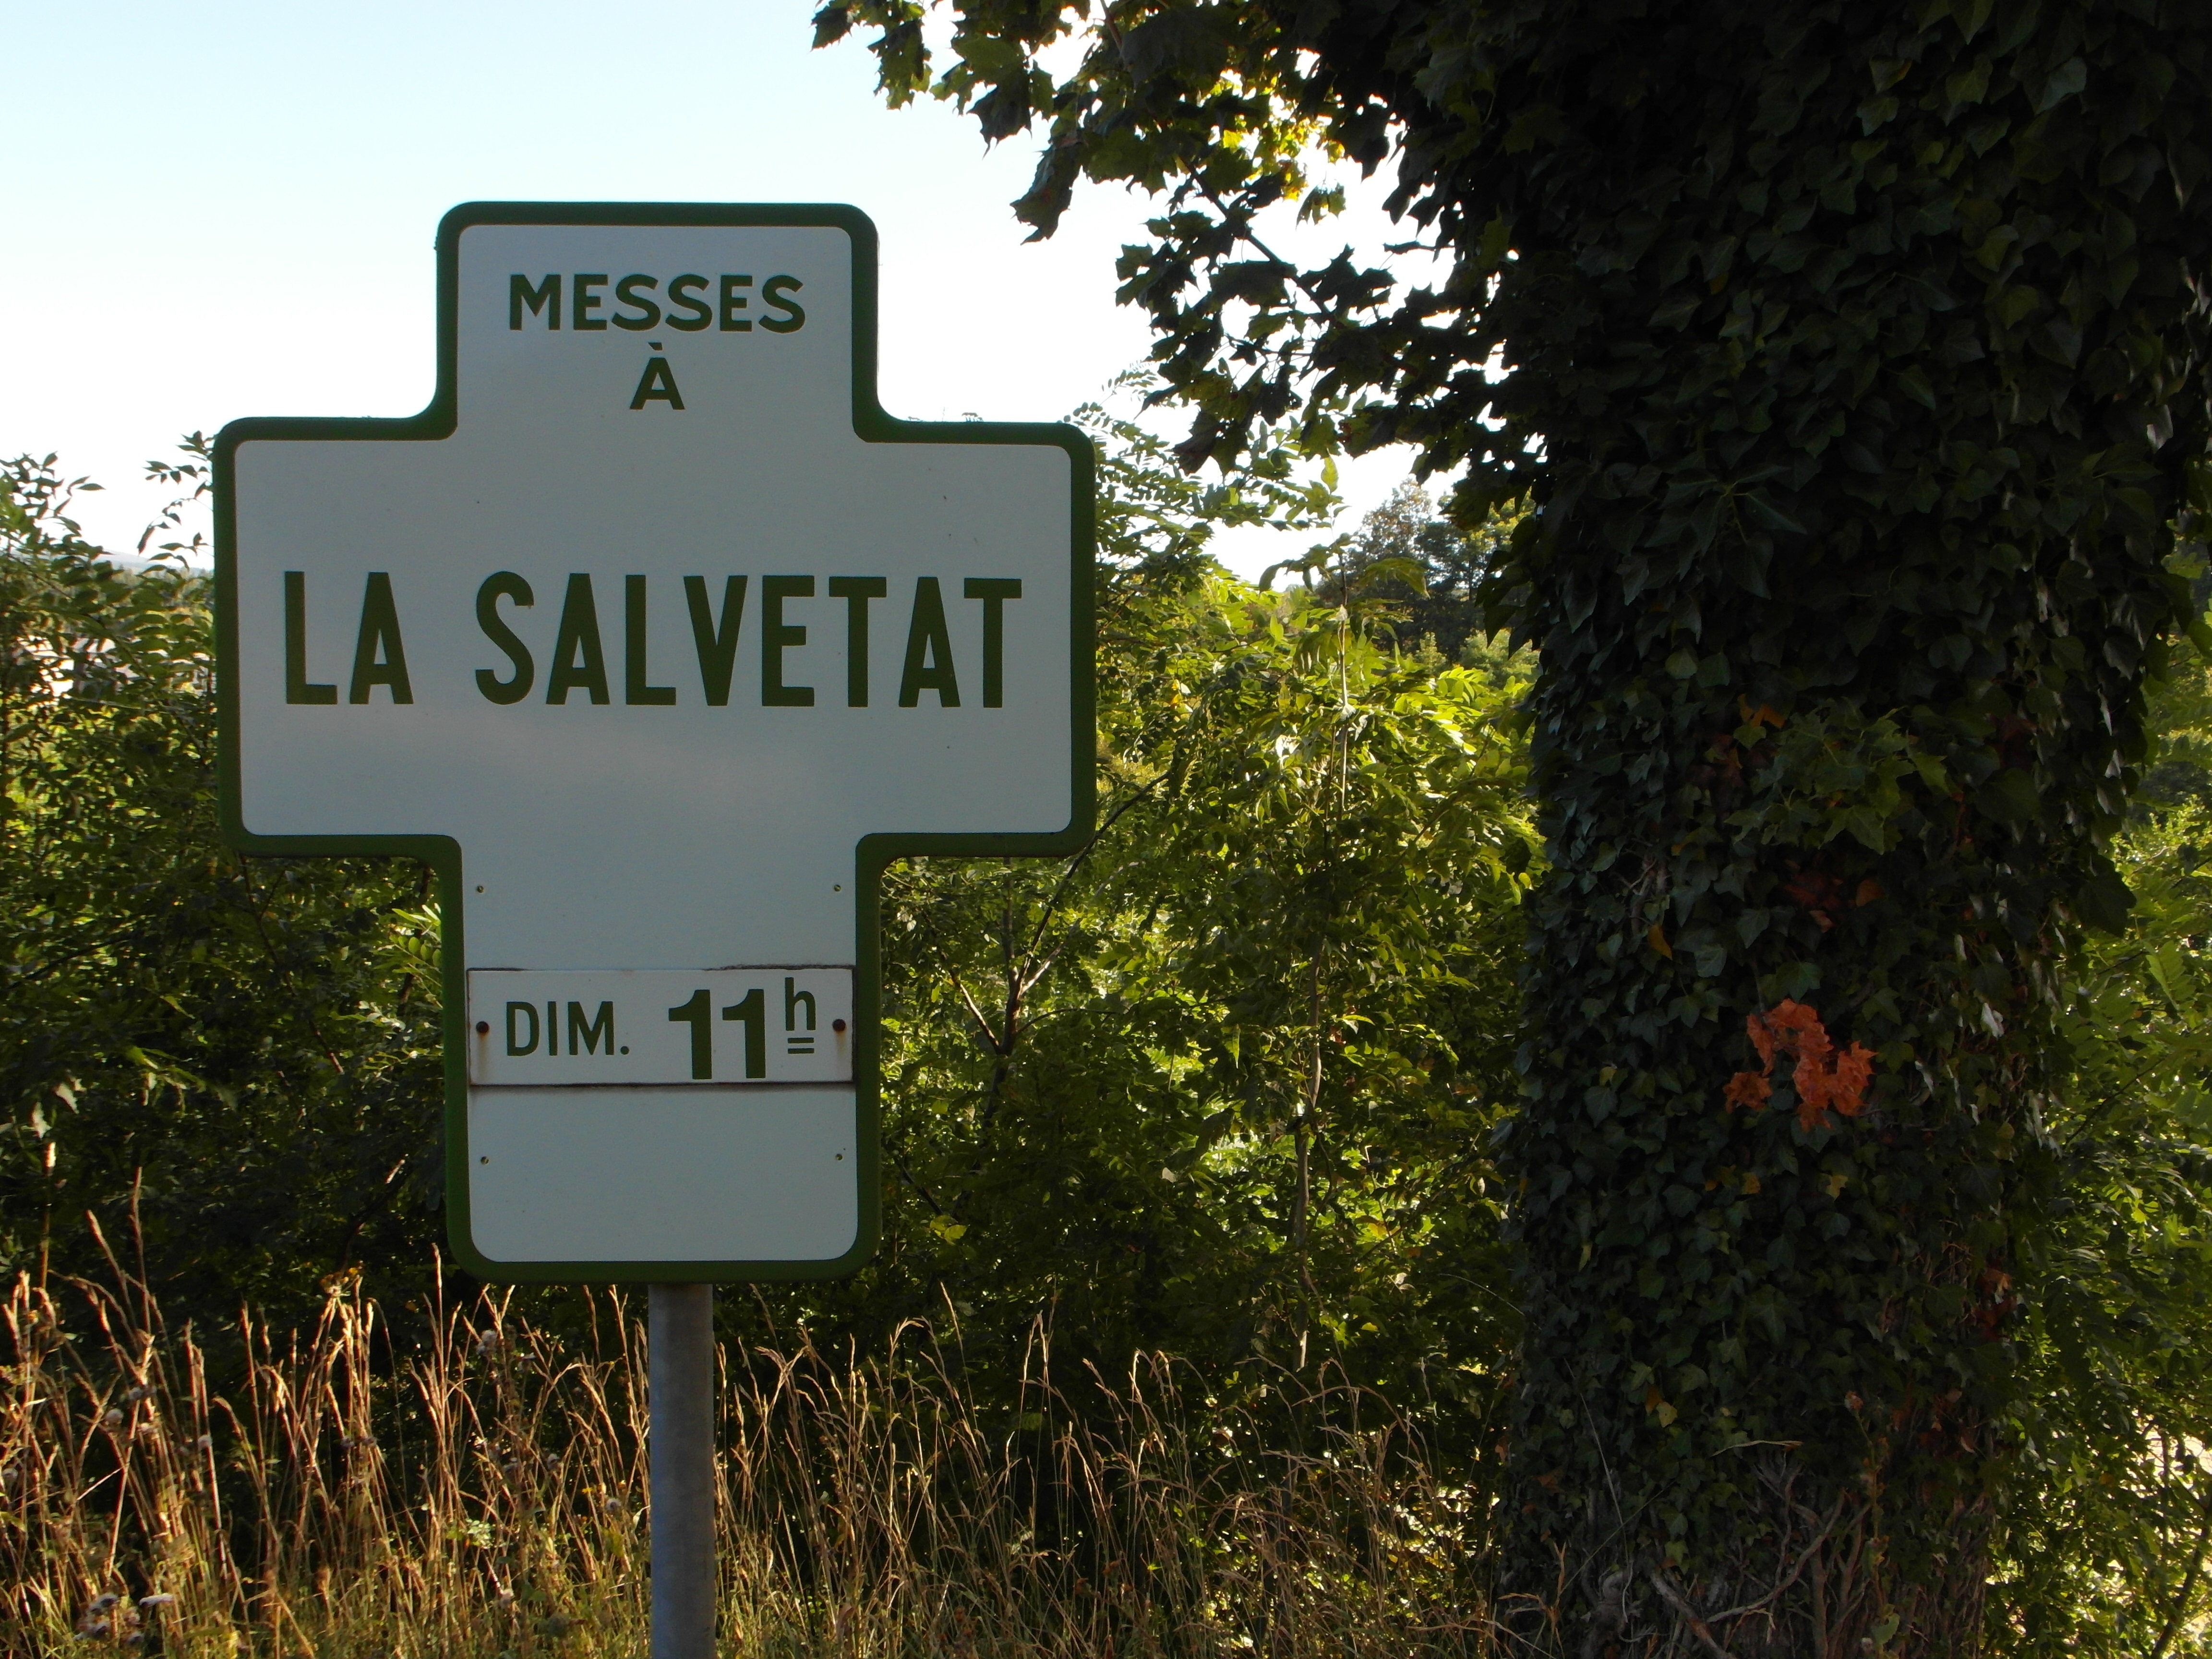 MESSES
À
LA SALVETAT
DIM. 11h